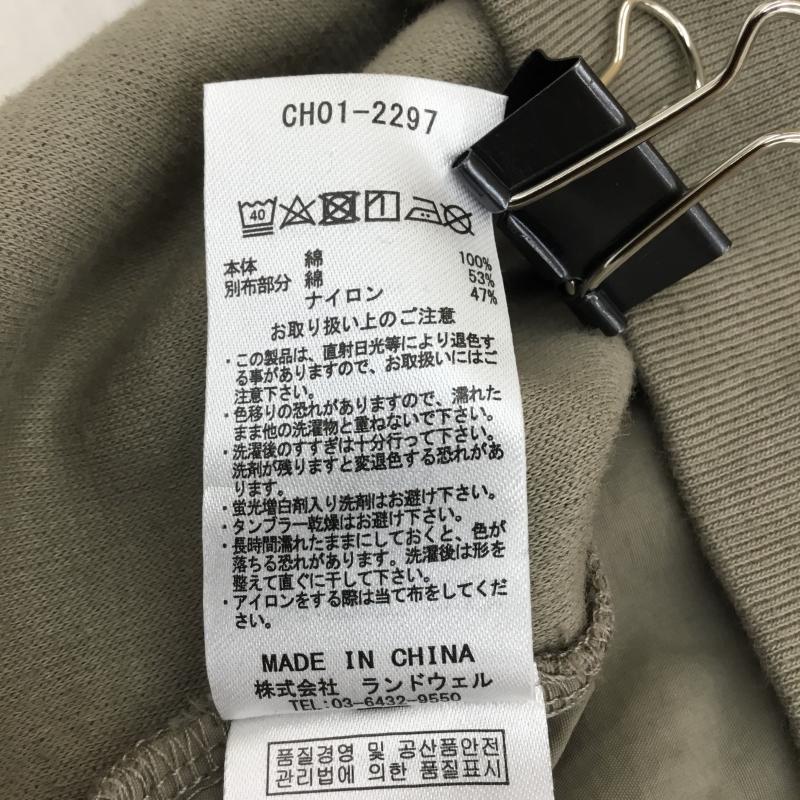 CH01-2297
40
本体 綿 100%
別布部分 綿 53%
ナイロン 47%
お取り扱い上のご注意
・この製品は、直射日光等により退色す
る事がありますので、お取扱いにはご
注意下さい。
・色移りの恐れがありますので、濡れた
まま他の洗濯物と重ねないで下さい。
・洗濯後のすすぎは十分行って下さい。
洗剤が残りますと変退色する恐れがあ
ります。
・蛍光増白剤入り洗剤はお避け下さい。
・タンブラー乾燥はお避け下さい。
・長時間濡れたままにしておくと、色が
落ちる恐れがあります。洗濯後は形を
整えて直ぐに干して下さい。
・アイロンをする際は当て布をしてくだ
さい。
MADE IN CHINA
株式会社 ランドウェル
TEL:03-6432-9550
품질경영 및 공산품안전
관리법에 의한 품질표시